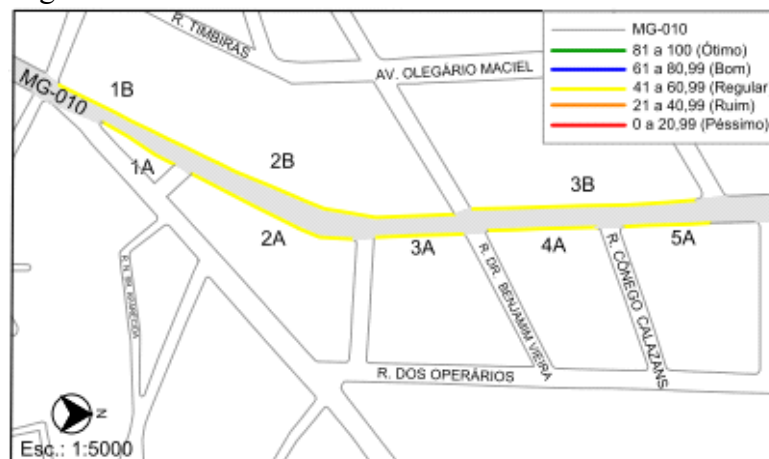 R. TIMBIRAS
MG-010
81 a 100 (Ótimo)
61 a 80,99 (Bom)
41 a 60,99 (Regular
21 a 40,99 (Ruim)
0 a 20,99 (Péssimo)
AV. OLEGÁRIO MACIEL
MG-010
1B
2B
1A
3B
2A
3A
4A
5A
R. DR. BENJAMIM VIEIRA
R. CÔNEGO CALAZANS
R. DOS OPERÁRIOS
N
Esc.: 1:5000